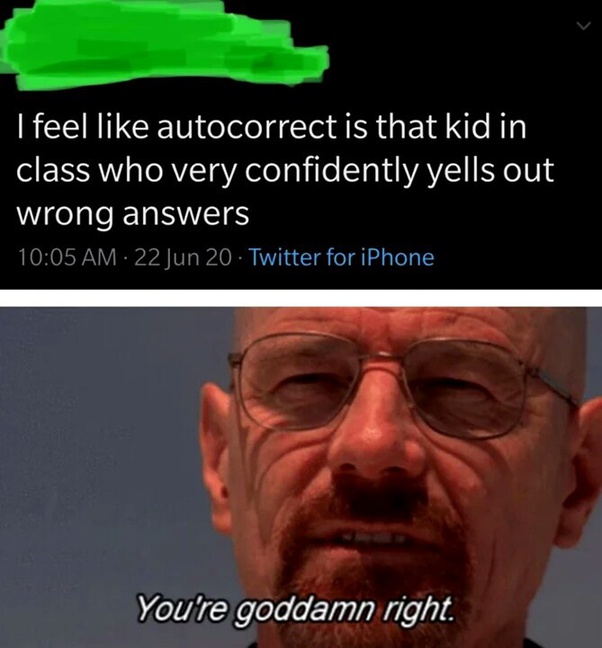 I feel like autocorrect is that kid in
class who very confidently yells out
wrong answers
10:05 AM · 22 Jun 20 · Twitter for iPhone
You're goddamn right.